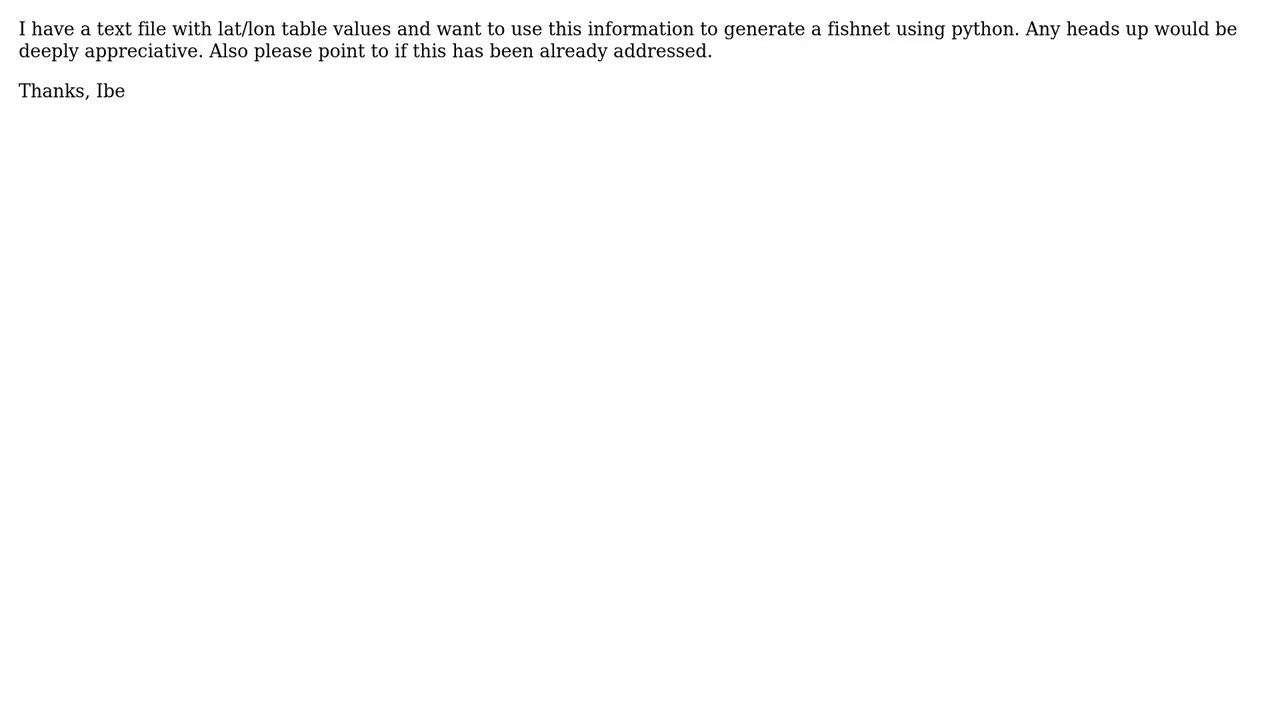 I have a text file with lat/lon table values and want to use this information to generate a fishnet using python. Any heads up would be
deeply appreciative. Also please point to if this has been already addressed.
Thanks, Ibe